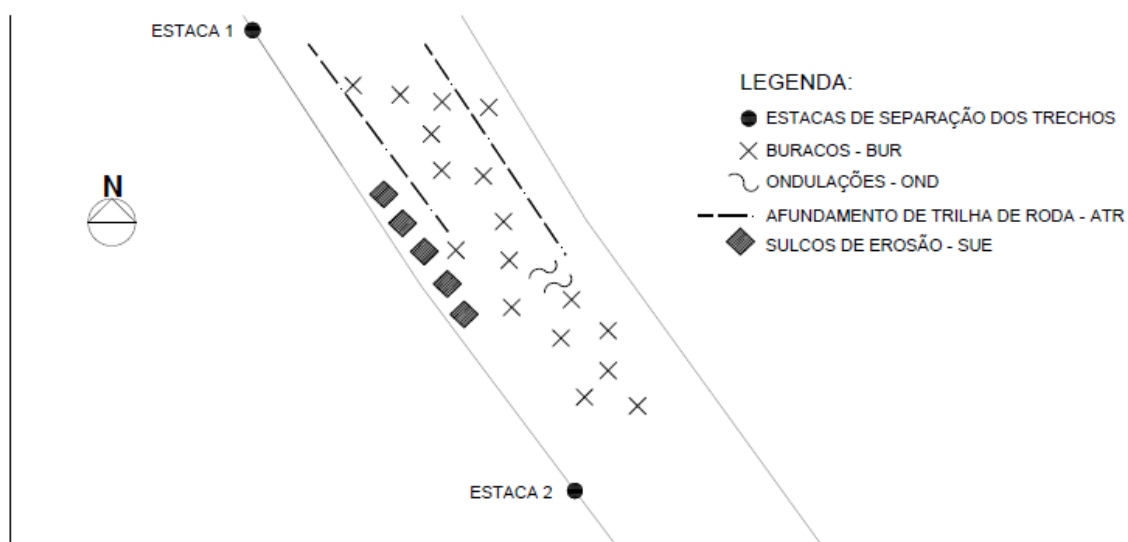 ESTACA 1
LEGENDA:
ESTACAS DE SEPARAÇÃO DOS TRECHOS
BURACOS - BUR
N
ONDULAÇÕES - OND
AFUNDAMENTO DE TRILHA DE RODA - ATR
SULCOS DE EROSÃO - SUE
ESTACA 2